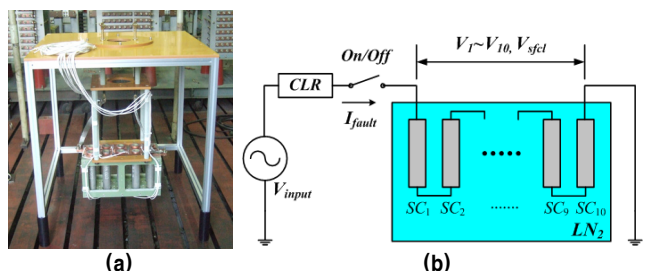 On/Off
V1~V10, Vsfcl
CLR
Ifault
Vinput
SC1
SC2
.......
SC9
SC10
LN2
(a)
(b)